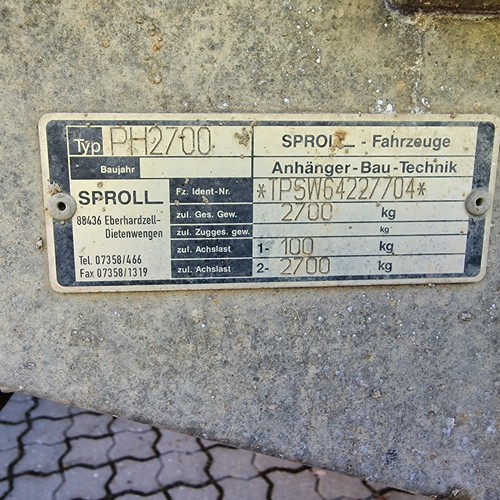 Typ PH2700
SPROLL - Fahrzeuge
Baujahr
Anhänger-Bau-Technik
SPROLL
88436 Eberhardzell-
Dietenwengen
Tel. 07358/466
Fax 07358/1319
Fz. Ident-Nr. *TPSW64227704*
zul. Ges. Gew. 2700 kg
zul. Zugges. gew. kg
zul. Achslast 1- 100 kg
zul. Achslast 2- 2700 kg